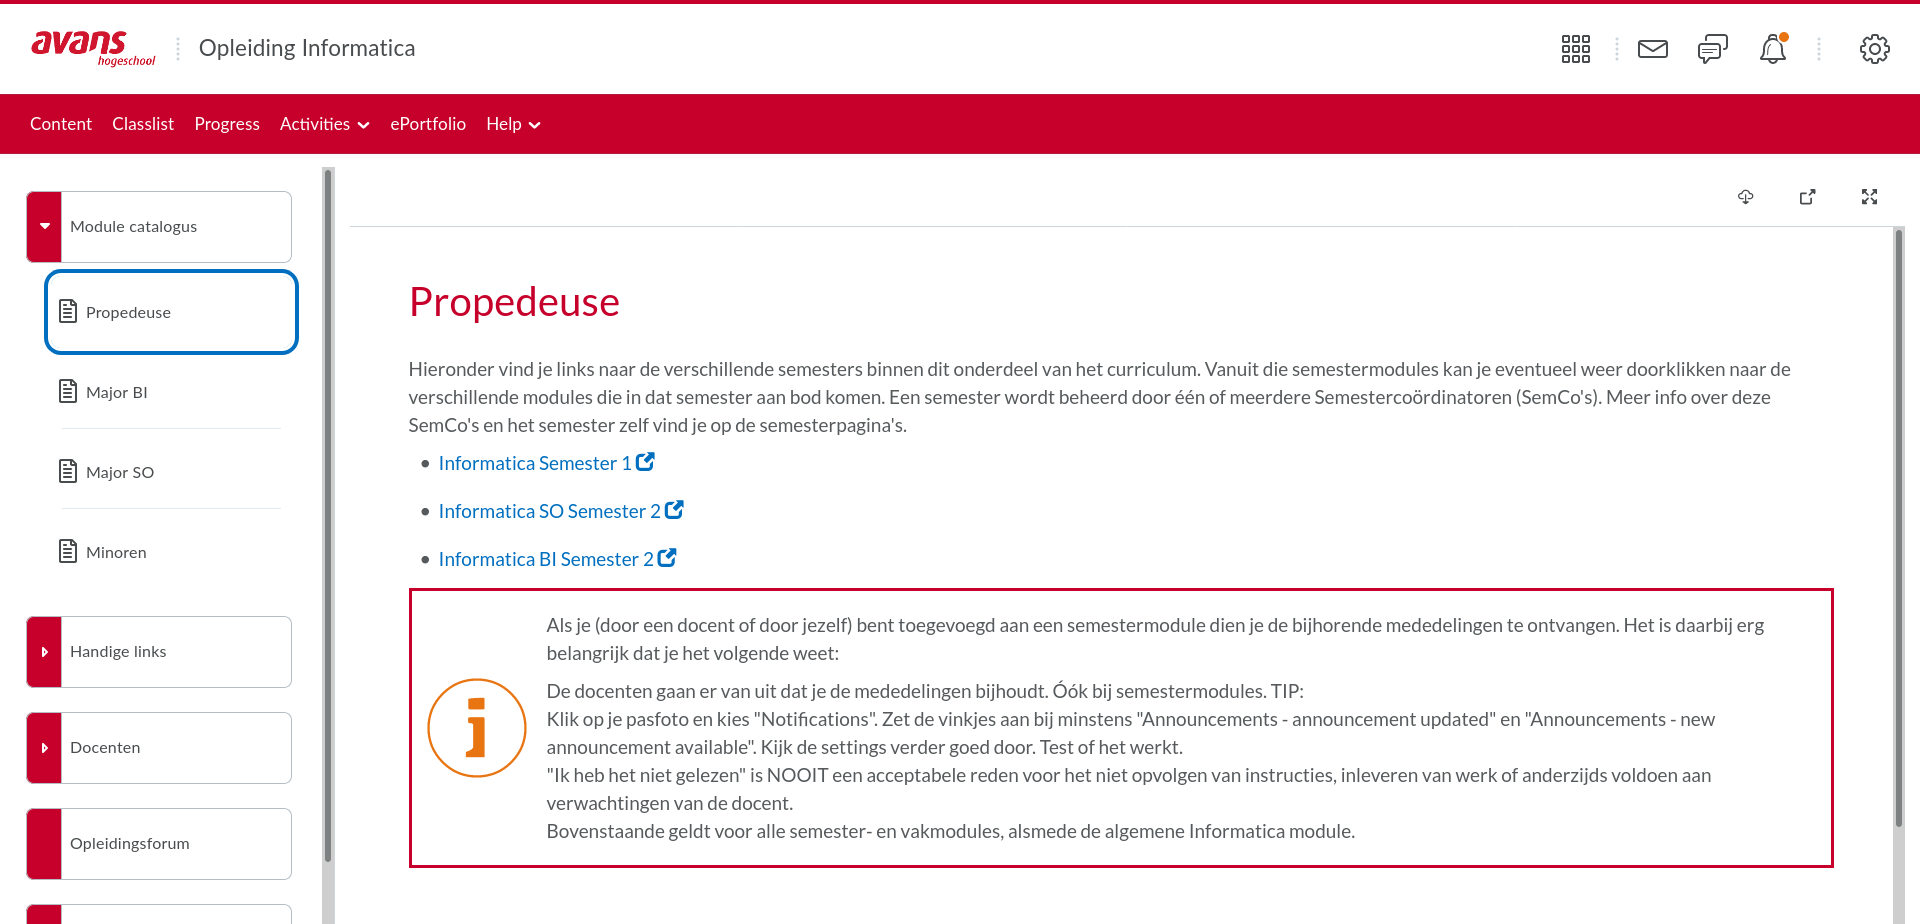 avans
hogeschool
Opleiding Informatica
Content Classlist Progress Activities ePortfolio Help
Module catalogus
Propedeuse
Major BI
Major SO
Minoren
Handige links
Docenten
Opleidingsforum
Propedeuse
Hieronder vind je links naar de verschillende semesters binnen dit onderdeel van het curriculum. Vanuit die semestermodules kan je eventueel weer doorklikken naar de
verschillende modules die in dat semester aan bod komen. Een semester wordt beheerd door één of meerdere Semestercoördinatoren (SemCo's). Meer info over deze
SemCo's en het semester zelf vind je op de semesterpagina's.
• Informatica Semester 1
• Informatica SO Semester 2
• Informatica BI Semester 2
Als je (door een docent of door jezelf) bent toegevoegd aan een semestermodule dien je de bijhorende mededelingen te ontvangen. Het is daarbij erg
belangrijk dat je het volgende weet:
De docenten gaan er van uit dat je de mededelingen bijhoudt. Óók bij semestermodules. TIP:
Klik op je pasfoto en kies "Notifications". Zet de vinkjes aan bij minstens "Announcements - announcement updated" en "Announcements - new
announcement available". Kijk de settings verder goed door. Test of het werkt.
"Ik heb het niet gelezen" is NOOIT een acceptabele reden voor het niet opvolgen van instructies, inleveren van werk of anderzijds voldoen aan
verwachtingen van de docent.
Bovenstaande geldt voor alle semester- en vakmodules, alsmede de algemene Informatica module.